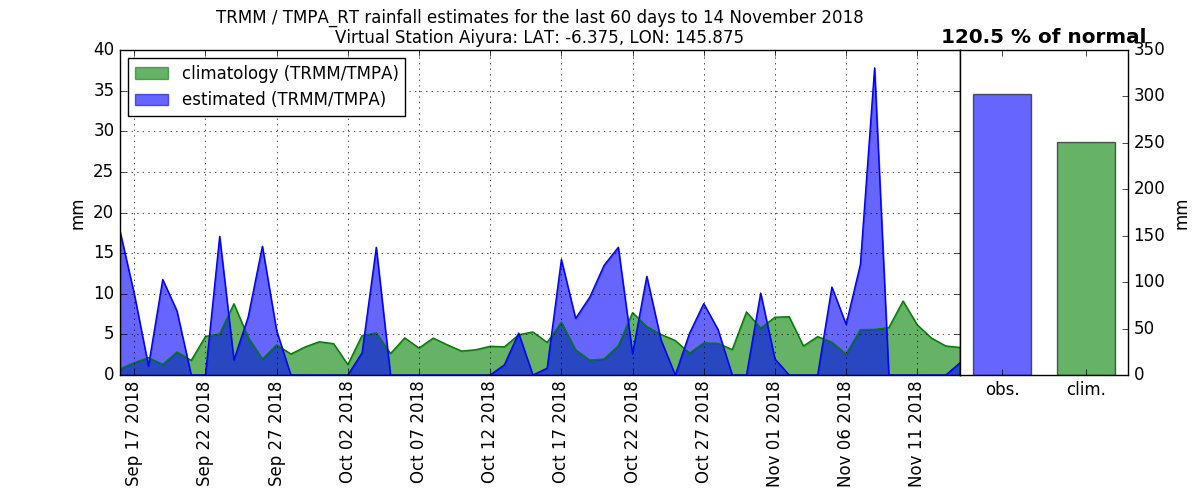 TRMM / TMPA_RT rainfall estimates for the last 60 days to 14 November 2018
Virtual Station Aiyura: LAT: -6.375, LON: 145.875
120.5 % of normal
climatology (TRMM/TMPA)
estimated (TRMM/TMPA)
mm
40
35
30
25
20
15
10
5
0
Sep 17 2018
Sep 22 2018
Sep 27 2018
Oct 02 2018
Oct 07 2018
Oct 12 2018
Oct 17 2018
Oct 22 2018
Oct 27 2018
Nov 01 2018
Nov 06 2018
Nov 11 2018
obs.
clim.
350
300
250
200
150
100
50
0
mm